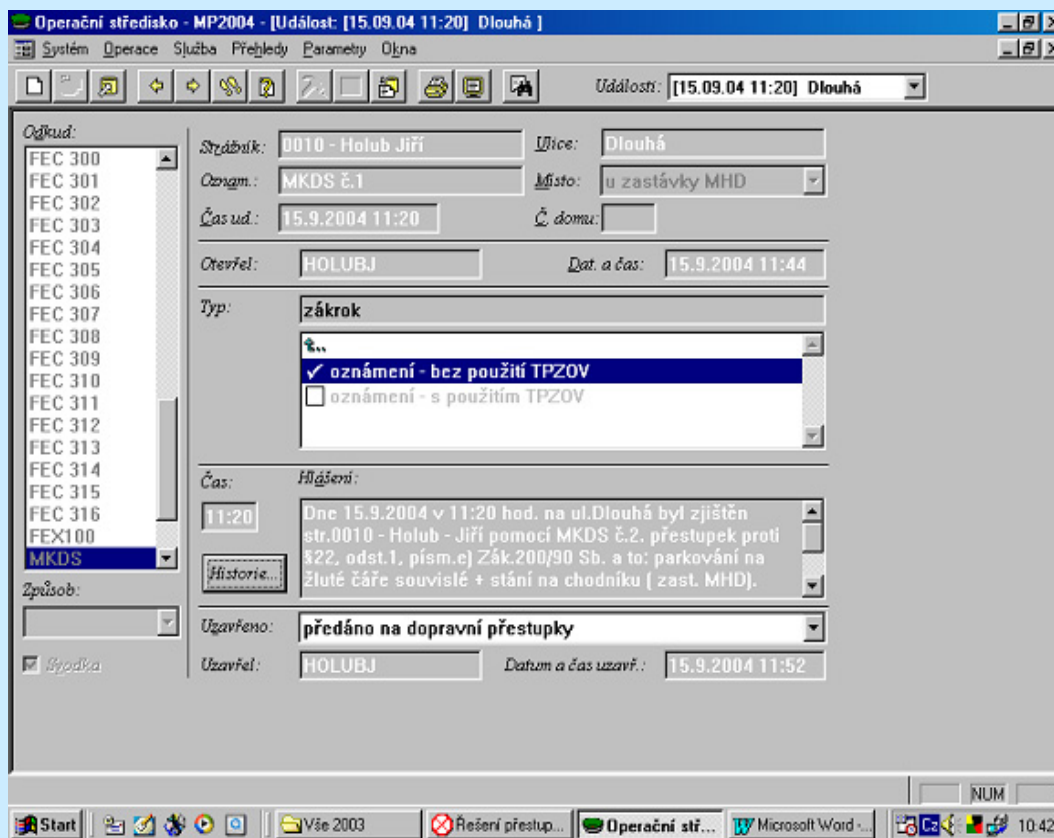 Operační středisko - MP2004 - [Událost: [15.09.04 11:20] Dlouhá ]
Systém Operace Služba Přehledy Parametry Okna
Události: [15.09.04 11:20] Dlouhá
Odkud:
FEC 300
FEC 301
FEC 302
FEC 303
FEC 304
FEC 305
FEC 306
FEC 307
FEC 308
FEC 309
FEC 310
FEC 311
FEC 312
FEC 313
FEC 314
FEC 315
FEC 316
FEX100
MKDS
Způsob:
Svodka
Strážník: 0010 - Holub Jiří
Ulice: Dlouhá
Oznam.: MKDS č.1
Místo: u zastávky MHD
Čas ud.: 15.9.2004 11:20
Č. domu:
Otevřel: HOLUBJ
Dat. a čas: 15.9.2004 11:44
Typ: zákrok
..
oznámení - bez použití TPZOV
oznámení - s použitím TPZOV
Čas: Hlášení:
11:20
Dne 15.9.2004 v 11:20 hod. na ul.Dlouhá byl zjištěn
str.0010 - Holub - Jiří pomocí MKDS č.2. přestupek proti
§22, odst.1, písm.e) Zák.200/90 Sb. a to: parkování na
žluté čáře souvislé + stání na chodníku ( zast. MHD).
Historie...
Uzavřeno: předáno na dopravní přestupky
Uzavřel: HOLUBJ
Datum a čas uzavř.: 15.9.2004 11:52
NUM
Start Vše 2003 Řešení přestup... Operační stř... Microsoft Word -... Cz 10:42